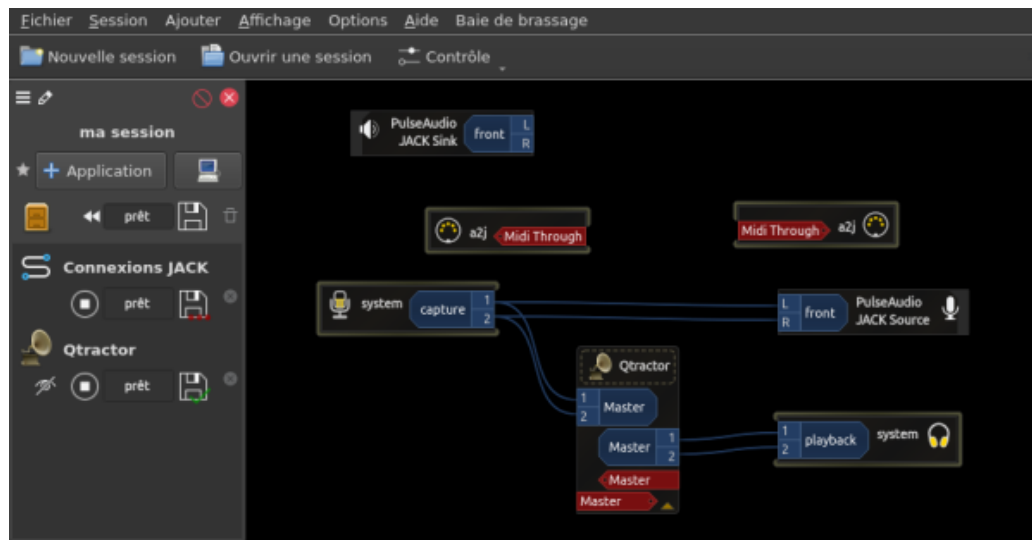 Fichier Session Ajouter Affichage Options Aide Baie de brassage
Nouvelle session Ouvrir une session Contrôle
ma session
Application
prêt
Connexions JACK
prêt
Qtractor
prêt
PulseAudio
JACK Sink
front
L
R
a2j
Midi Through
Midi Through
a2j
system
capture
1
2
L
R
front
PulseAudio
JACK Source
Qtractor
1
2
Master
Master
1
2
Master
Master
1
2
playback
system